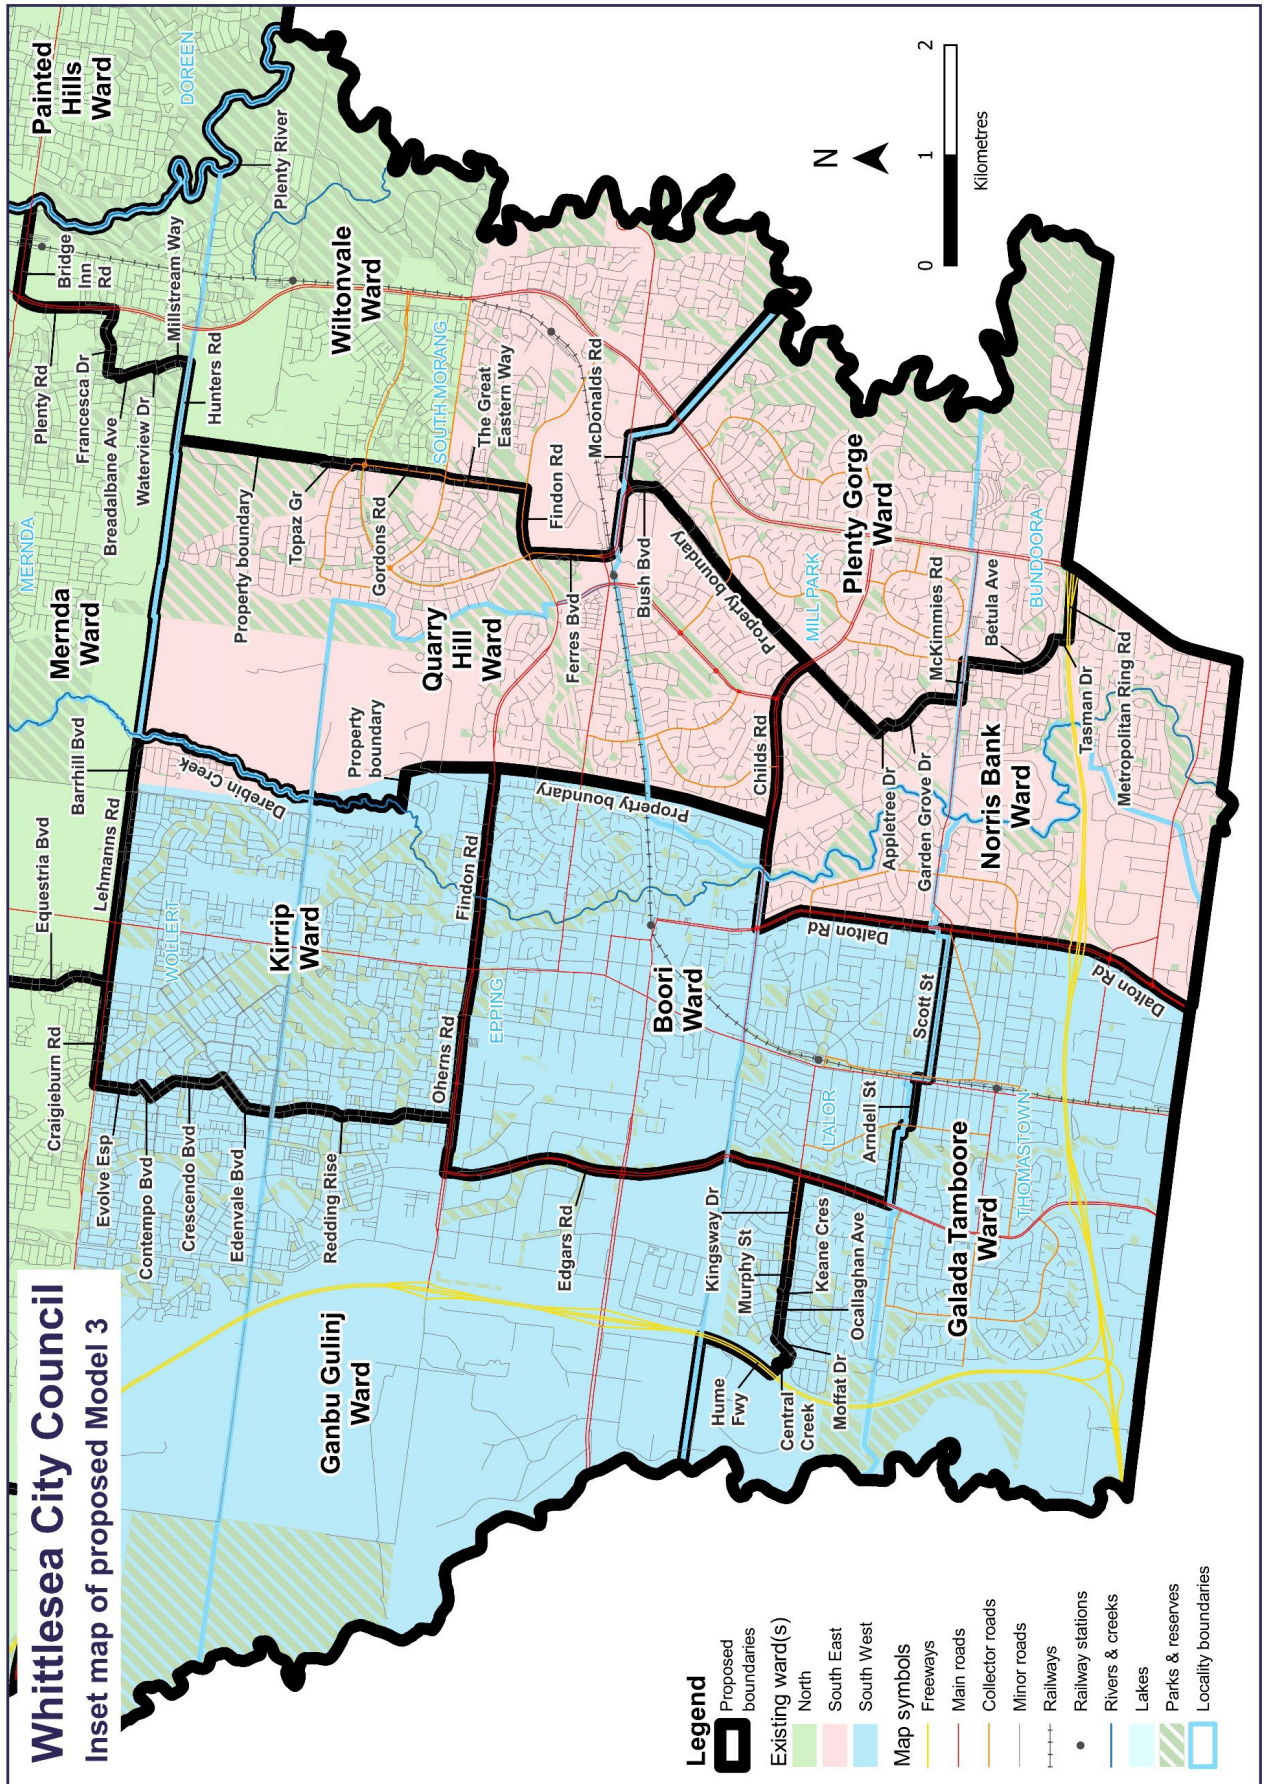 Whittlesea City Council
Inset map of proposed Model 3
Painted
Hills
Ward
DOREEN
Bridge
Inn
Rd
Plenty River
Plenty Rd
Francesca Dr
Breadalbane Ave
Waterview Dr
Millstream Way
Hunters Rd
MERNDA
Mernda
Ward
Wiltonvale
Ward
SOUTH MORANG
The Great
Eastern Way
Property boundary
Topaz Gr
Gordons Rd
Findon Rd
McDonalds Rd
Equestria Bvd
Barrhill Bvd
Lehmanns Rd
Craigieburn Rd
Darebin Creek
Property
boundary
Quarry
Hill
Ward
Ferres Bvd
Bush Bvd
Property boundary
WOLLERT
Kirrip
Ward
Findon Rd
Property boundary
Childs Rd
MILL PARK
Plenty Gorge
Ward
Evolve Esp
Contempo Bvd
Crescendo Bvd
Edenvale Bvd
Redding Rise
Oherns Rd
EPPING
Boori
Ward
Dalton Rd
Appletree Dr
Garden Grove Dr
McKimmies Rd
Betula Ave
BUNDOORA
Norris Bank
Ward
Tasman Dr
Metropolitan Ring Rd
Ganbu Gulinj
Ward
Edgars Rd
Kingsway Dr
Murphy St
Keane Cres
Ocallaghan Ave
LALOR
Arndell St
Scott St
Dalton Rd
Hume
Fwy
Central
Creek
Moffat Dr
Galada Tamboore
Ward
THOMASTOWN
N
0 1 2
Kilometres
Legend
Proposed
boundaries
Existing ward(s)
North
South East
South West
Map symbols
Freeways
Main roads
Collector roads
Minor roads
Railways
Railway stations
Rivers & creeks
Lakes
Parks & reserves
Locality boundaries